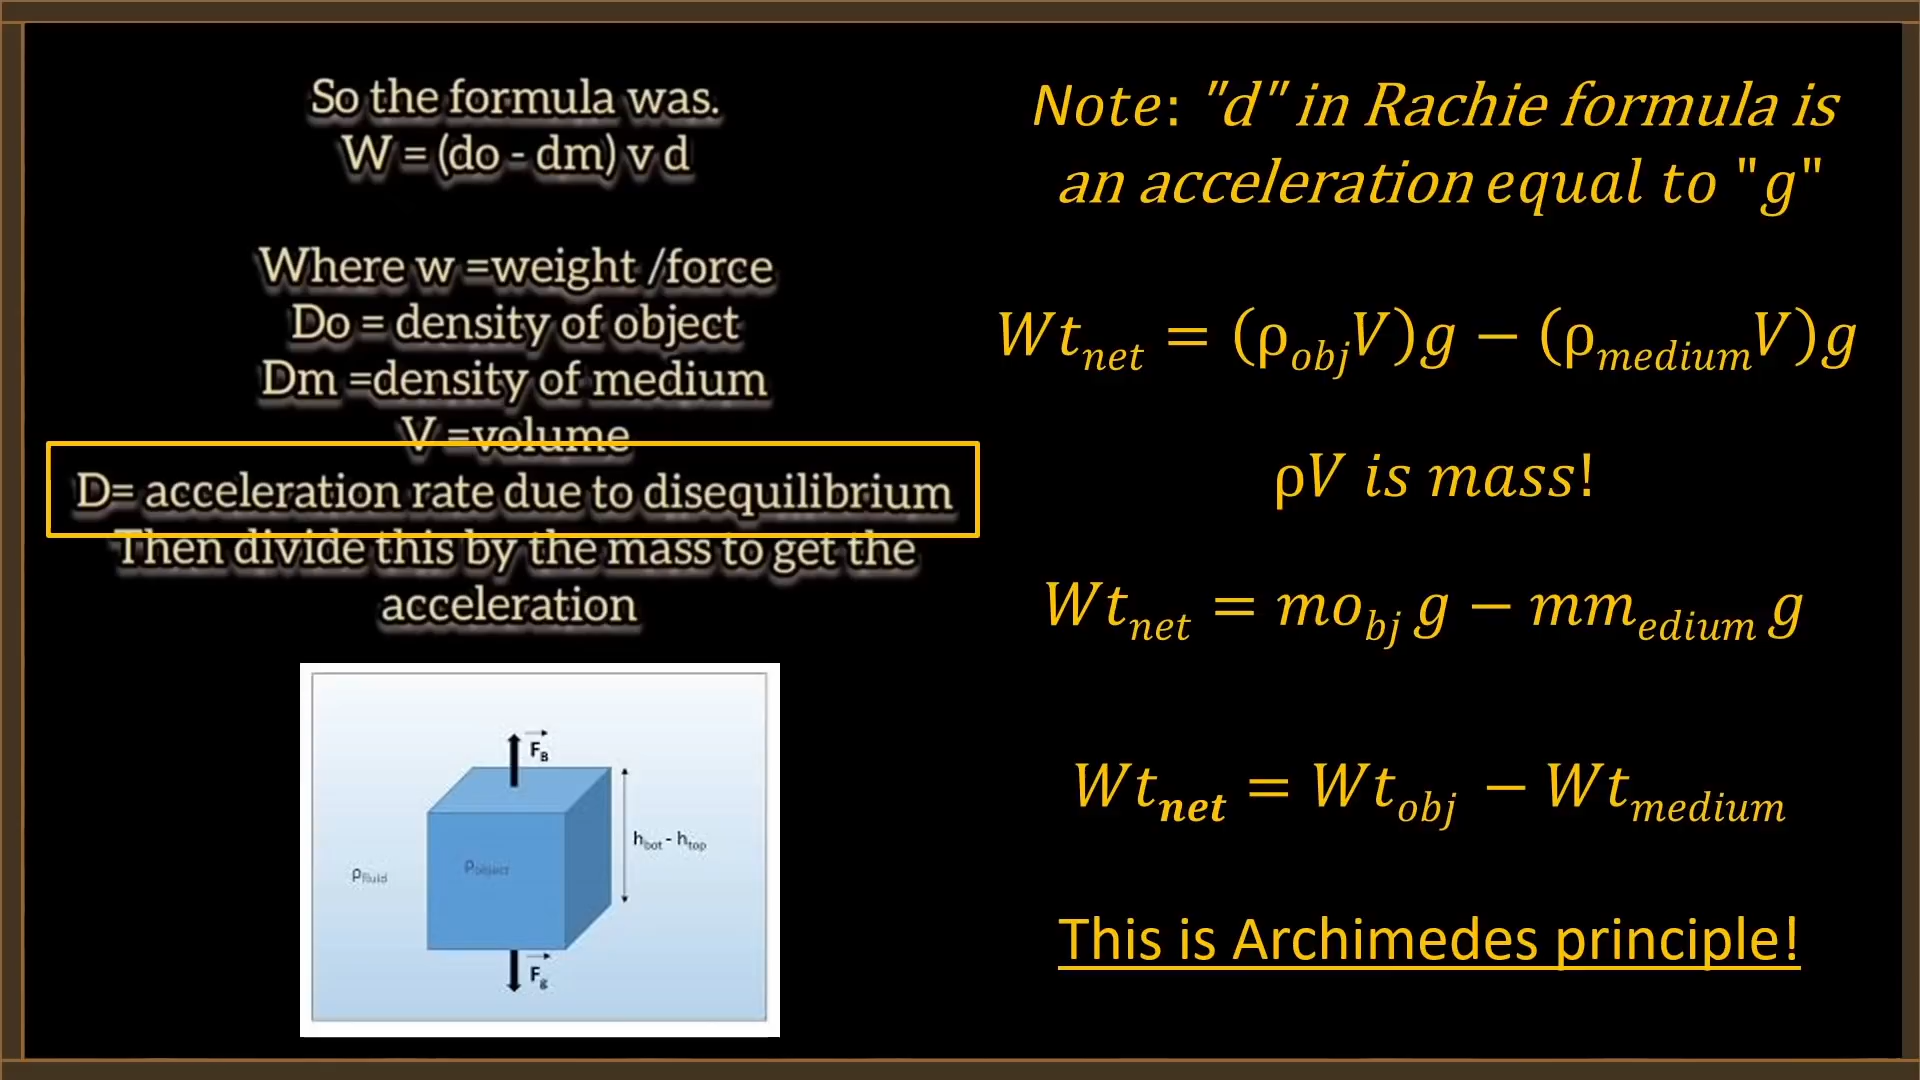 So the formula was.
W = (do - dm) v d
Where w =weight /force
Do = density of object
Dm =density of medium
V =volume
D= acceleration rate due to disequilibrium
Then divide this by the mass to get the
acceleration
F_B
h_bot - h_top
ρ_fluid
ρ_object
F_g
Note: "d" in Rachie formula is
an acceleration equal to "g"
Wt_net = (ρ_obj V)g − (ρ_medium V)g
ρV is mass!
Wt_net = mo_bj g − mm_edium g
Wt_net = Wt_obj − Wt_medium
This is Archimedes principle!